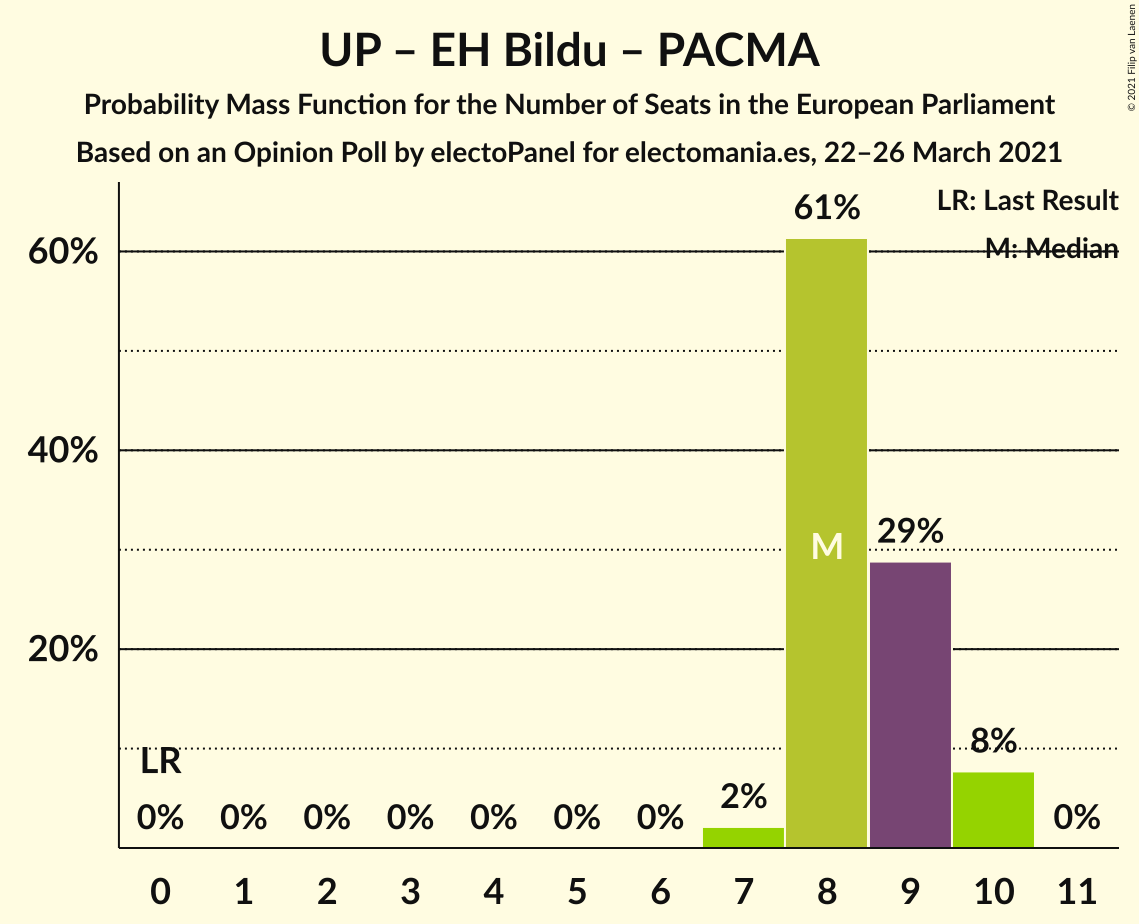 UP – EH Bildu – PACMA
Probability Mass Function for the Number of Seats in the European Parliament
Based on an Opinion Poll by electoPanel for electomania.es, 22–26 March 2021
© 2021 Filip van Laenen
LR: Last Result
M: Median
60%
40%
20%
61%
29%
M
8%
2%
LR
0% 0% 0% 0% 0% 0% 0% 0%
0 1 2 3 4 5 6 7 8 9 10 11